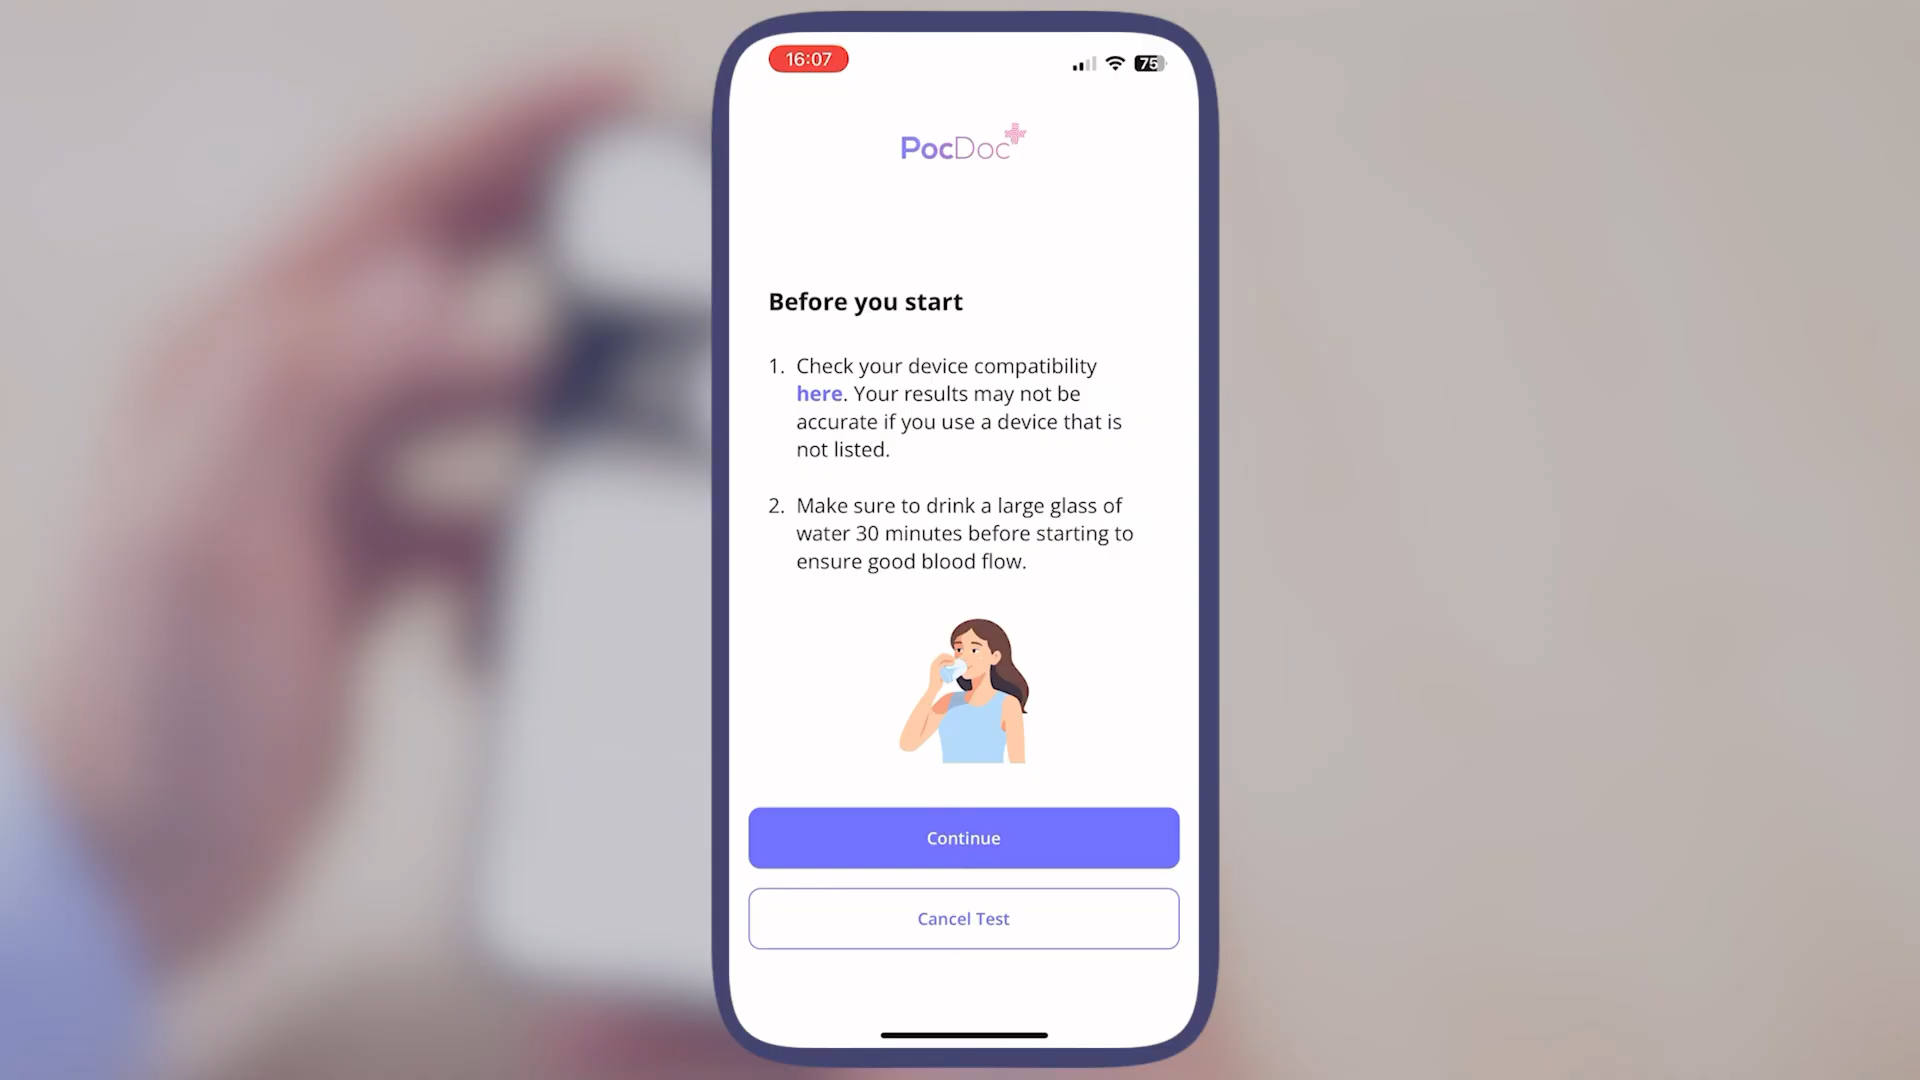 16:07
75
PocDoc
Before you start
1. Check your device compatibility
here. Your results may not be
accurate if you use a device that is
not listed.
2. Make sure to drink a large glass of
water 30 minutes before starting to
ensure good blood flow.
Continue
Cancel Test